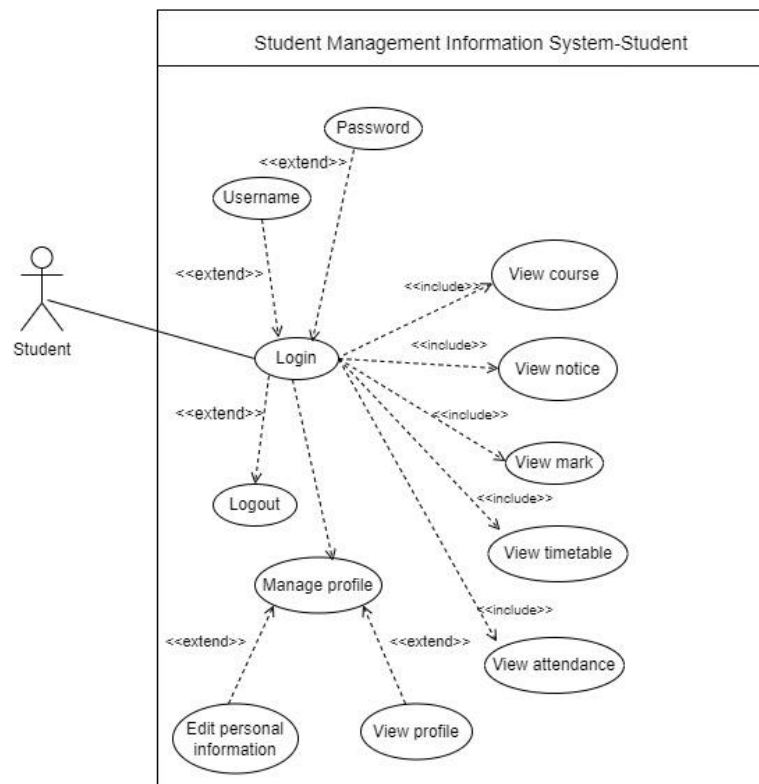 Student Management Information System-Student
Password
<<extend>>
Username
<<extend>>
View course
<<include>>
Student
Login
<<include>>
View notice
<<extend>>
<<include>>
View mark
Logout
<<include>>
View timetable
Manage profile
<<include>>
<<extend>>
<<extend>>
View attendance
Edit personal
information
View profile